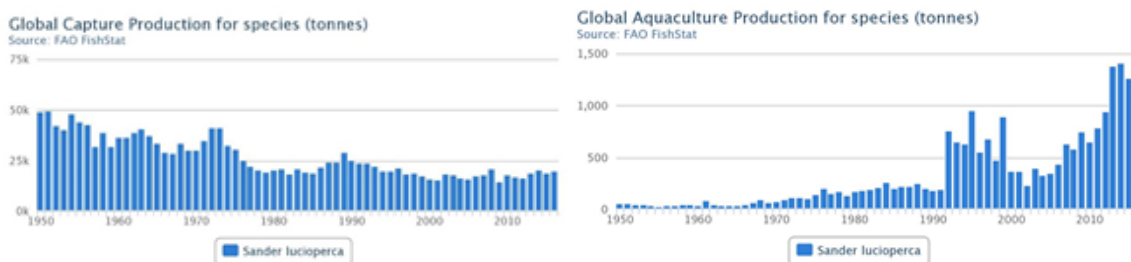 Global Capture Production for species (tonnes)
Source: FAO FishStat
75k
50k
25k
0k
1950 1960 1970 1980 1990 2000 2010
Sander lucioperca
Global Aquaculture Production for species (tonnes)
Source: FAO FishStat
1,500
1,000
500
0
1950 1960 1970 1980 1990 2000 2010
Sander lucioperca